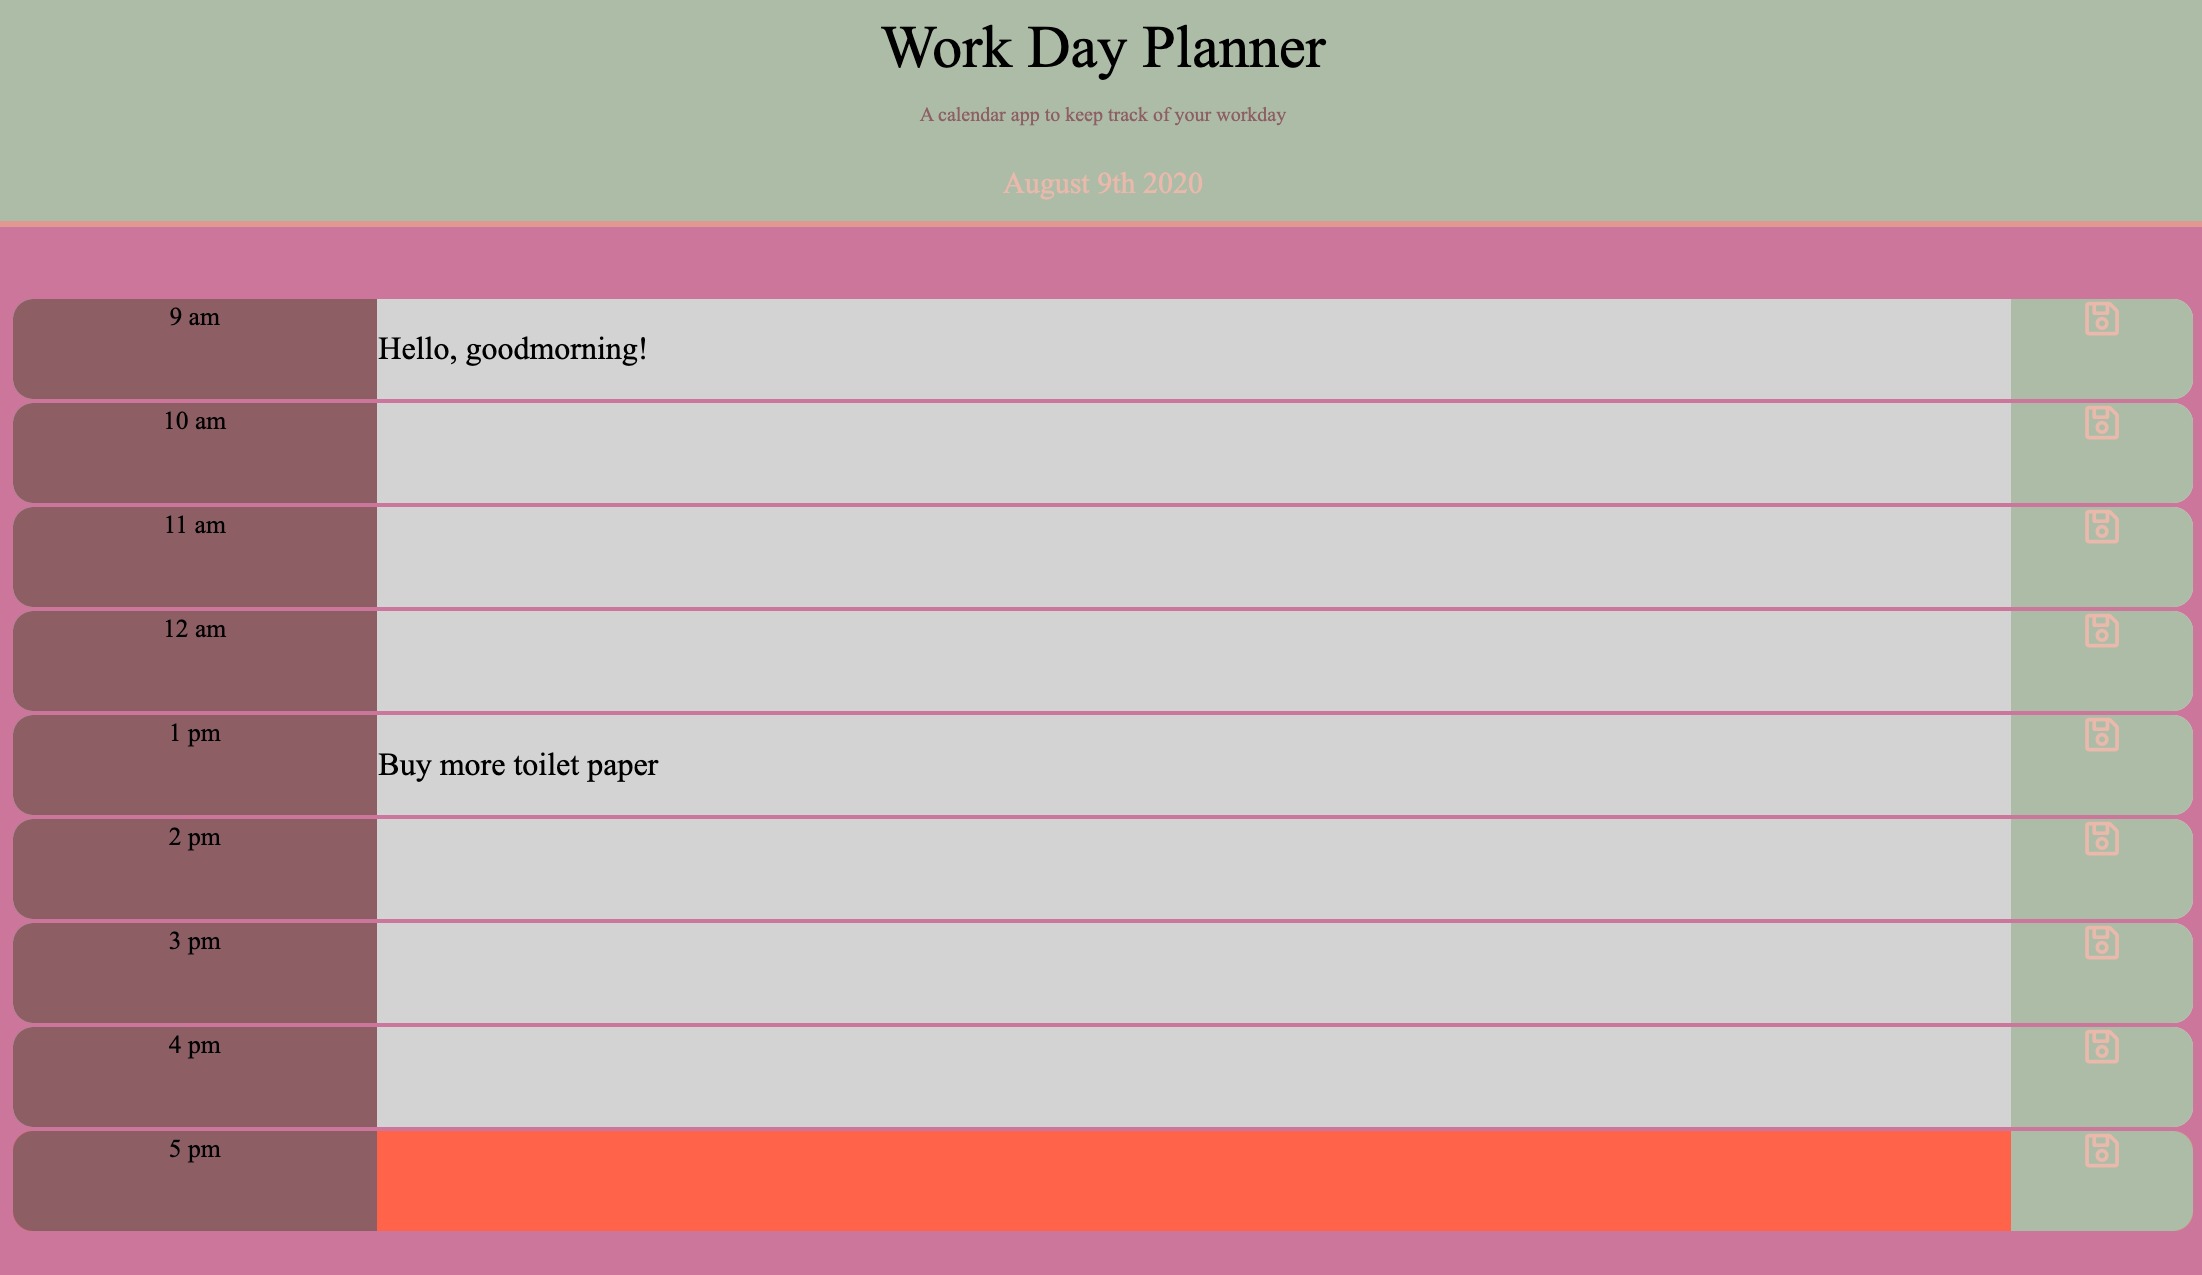 Work Day Planner
A calendar app to keep track of your workday
August 9th 2020
9 am
Hello, goodmorning!
10 am
11 am
12 am
1 pm
Buy more toilet paper
2 pm
3 pm
4 pm
5 pm